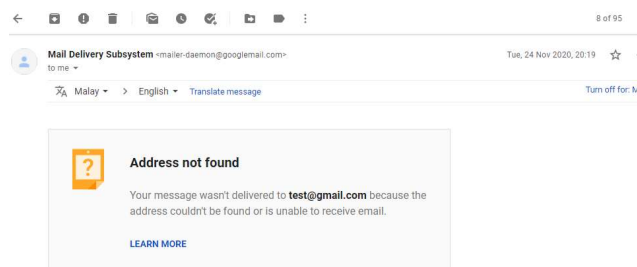 8 of 95
Mail Delivery Subsystem <mailer-daemon@googlemail.com>
Tue, 24 Nov 2020, 20:19
to me
Malay > English Translate message
Turn off for: M
Address not found
Your message wasn't delivered to test@gmail.com because the
address couldn't be found or is unable to receive email.
LEARN MORE